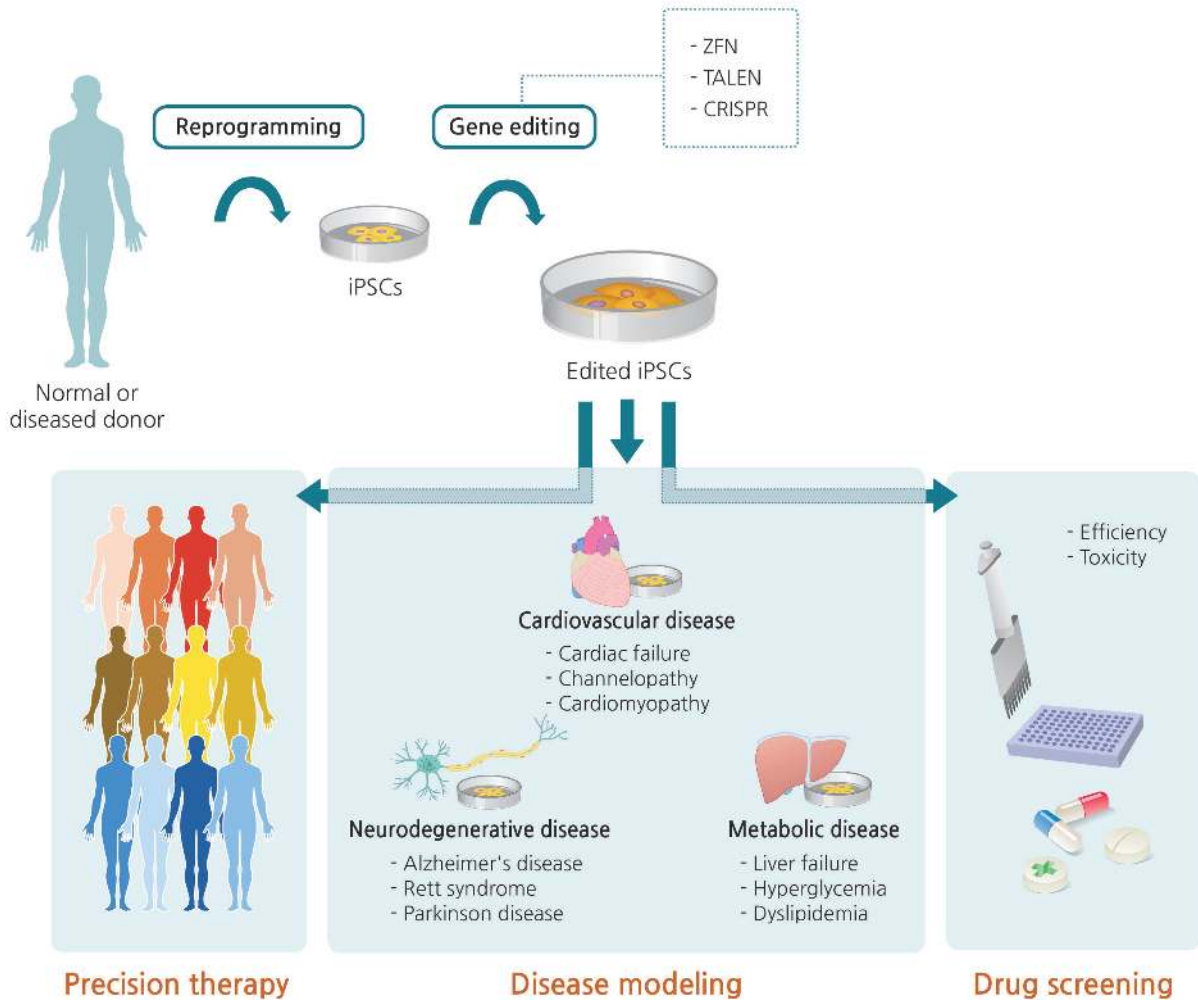 - ZFN
- TALEN
- CRISPR
Reprogramming
Gene editing
iPSCs
Edited iPSCs
Normal or
diseased donor
- Efficiency
- Toxicity
Cardiovascular disease
- Cardiac failure
- Channelopathy
- Cardiomyopathy
Neurodegenerative disease
- Alzheimer's disease
- Rett syndrome
- Parkinson disease
Metabolic disease
- Liver failure
- Hyperglycemia
- Dyslipidemia
Precision therapy
Disease modeling
Drug screening